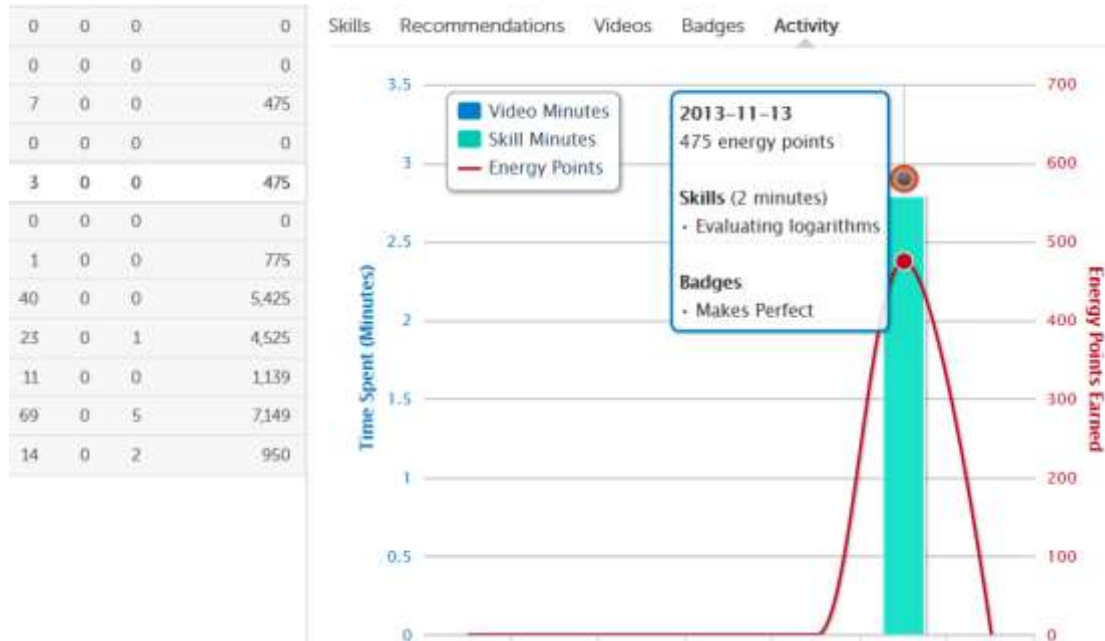 0 0 0 0
0 0 0 0
7 0 0 475
0 0 0 0
3 0 0 475
0 0 0 0
1 0 0 775
40 0 0 5,425
23 0 1 4,525
11 0 0 1,139
69 0 5 7,149
14 0 2 950
Skills Recommendations Videos Badges Activity
3.5
3
2.5
2
1.5
1
0.5
0
Time Spent (Minutes)
Video Minutes
Skill Minutes
Energy Points
2013-11-13
475 energy points
Skills (2 minutes)
· Evaluating logarithms
Badges
· Makes Perfect
700
600
500
400
300
200
100
0
Energy Points Earned